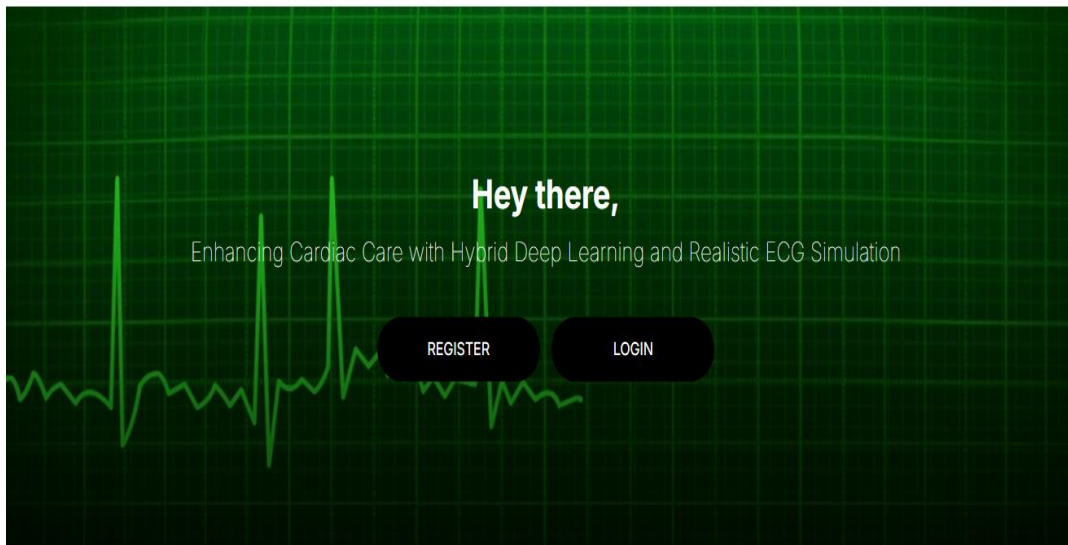 Hey there,
Enhancing Cardiac Care with Hybrid Deep Learning and Realistic ECG Simulation
REGISTER
LOGIN